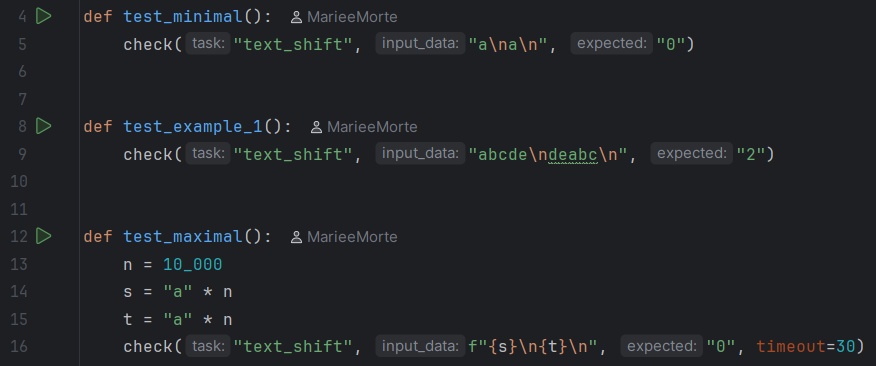 4 def test_minimal(): MarieeMorte
5 check( task: "text_shift", input_data: "a\na\n", expected: "0")
6
7
8 def test_example_1(): MarieeMorte
9 check( task: "text_shift", input_data: "abcde\ndeabc\n", expected: "2")
10
11
12 def test_maximal(): MarieeMorte
13 n = 10_000
14 s = "a" * n
15 t = "a" * n
16 check( task: "text_shift", input_data: f"{s}\n{t}\n", expected: "0", timeout=30)